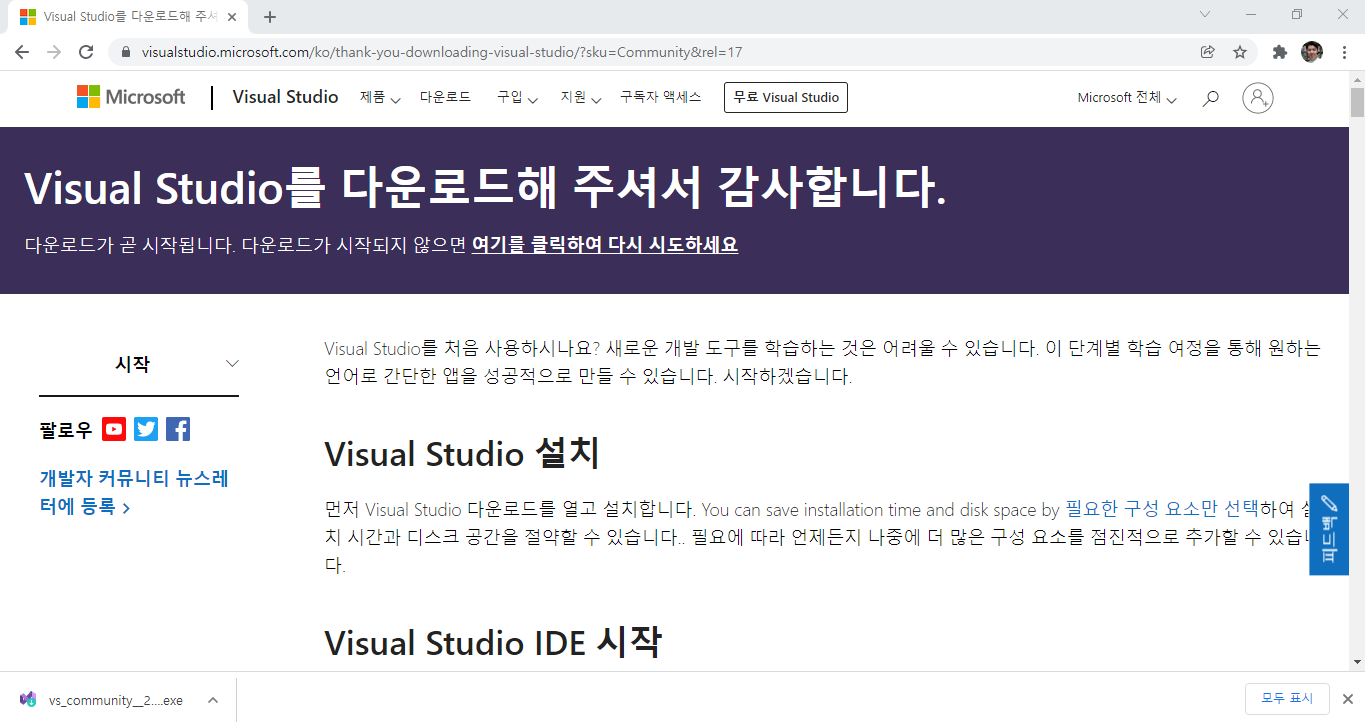 Visual Studio를 다운로드해 주셔
visualstudio.microsoft.com/ko/thank-you-downloading-visual-studio/?sku=Community&rel=17
Microsoft | Visual Studio 제품 다운로드 구입 지원 구독자 액세스 무료 Visual Studio Microsoft 전체
Visual Studio를 다운로드해 주셔서 감사합니다.
다운로드가 곧 시작됩니다. 다운로드가 시작되지 않으면 여기를 클릭하여 다시 시도하세요
시작
팔로우
개발자 커뮤니티 뉴스레
터에 등록
Visual Studio를 처음 사용하시나요? 새로운 개발 도구를 학습하는 것은 어려울 수 있습니다. 이 단계별 학습 여정을 통해 원하는
언어로 간단한 앱을 성공적으로 만들 수 있습니다. 시작하겠습니다.
Visual Studio 설치
먼저 Visual Studio 다운로드를 열고 설치합니다. You can save installation time and disk space by 필요한 구성 요소만 선택하여 설
치 시간과 디스크 공간을 절약할 수 있습니다.. 필요에 따라 언제든지 나중에 더 많은 구성 요소를 점진적으로 추가할 수 있습니
다.
Visual Studio IDE 시작
피드백
vs_community__2....exe
모두 표시